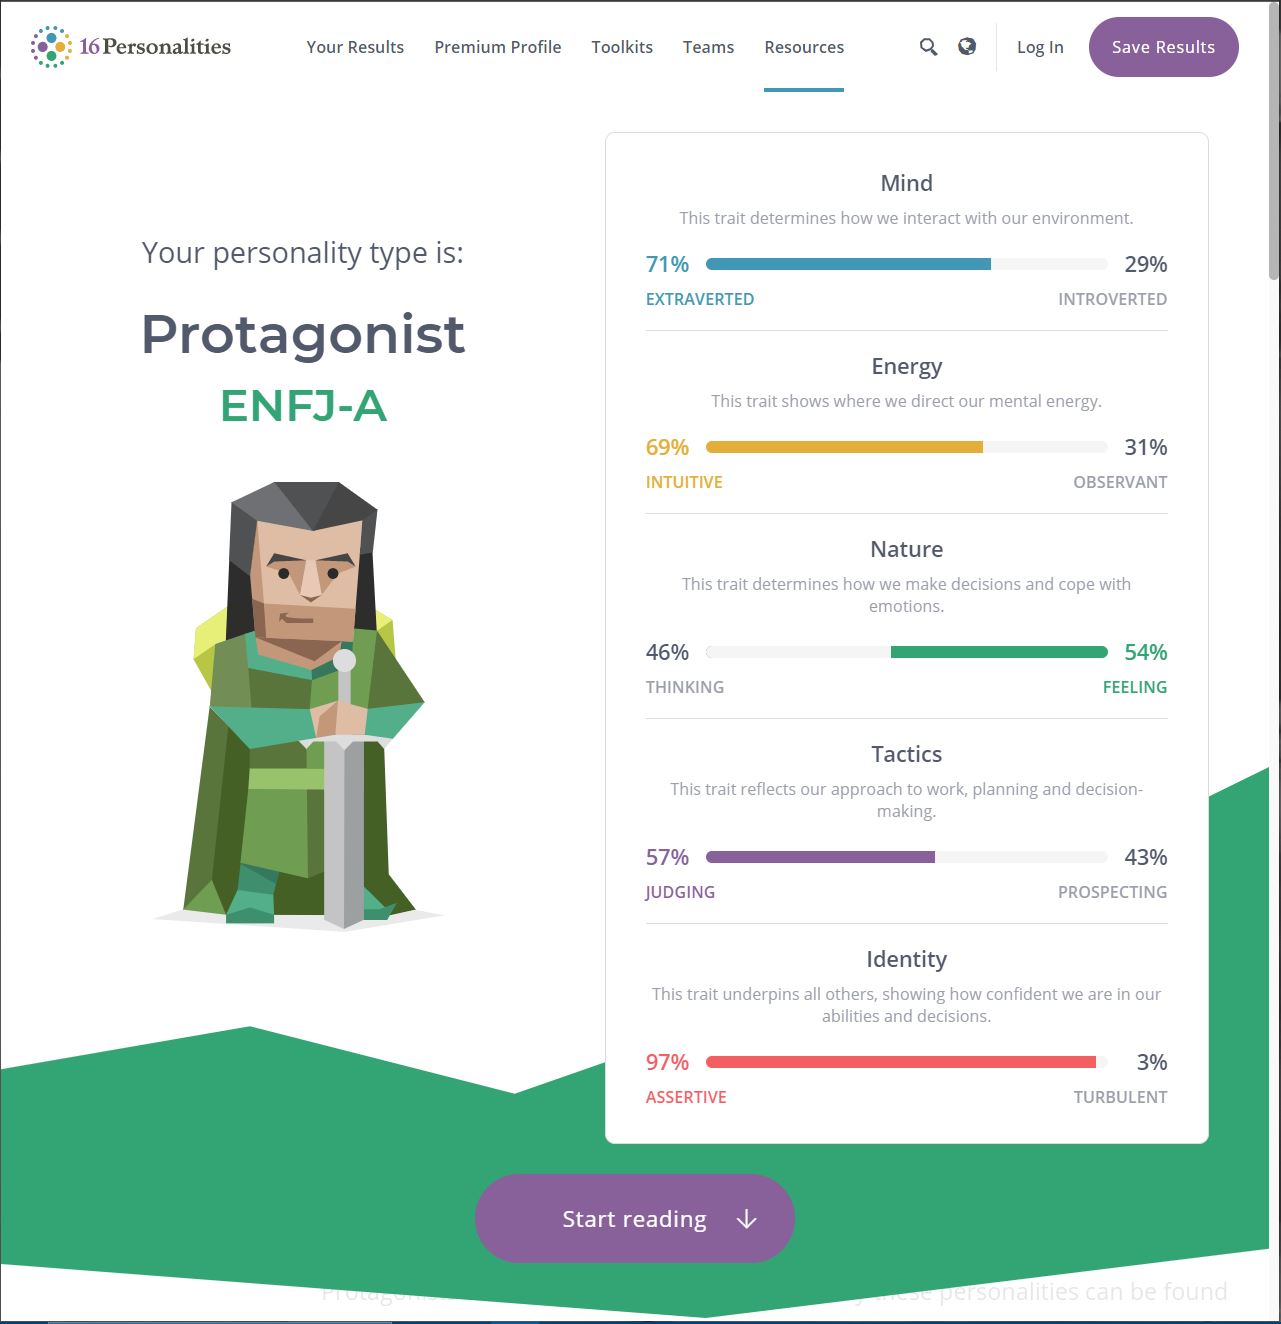 16Personalities
Your Results Premium Profile Toolkits Teams Resources
Log In
Save Results
Your personality type is:
Protagonist
ENFJ-A
Mind
This trait determines how we interact with our environment.
71% 29%
EXTRAVERTED INTROVERTED
Energy
This trait shows where we direct our mental energy.
69% 31%
INTUITIVE OBSERVANT
Nature
This trait determines how we make decisions and cope with
emotions.
46% 54%
THINKING FEELING
Tactics
This trait reflects our approach to work, planning and decision-
making.
57% 43%
JUDGING PROSPECTING
Identity
This trait underpins all others, showing how confident we are in our
abilities and decisions.
97% 3%
ASSERTIVE TURBULENT
Start reading
these personalities can be found